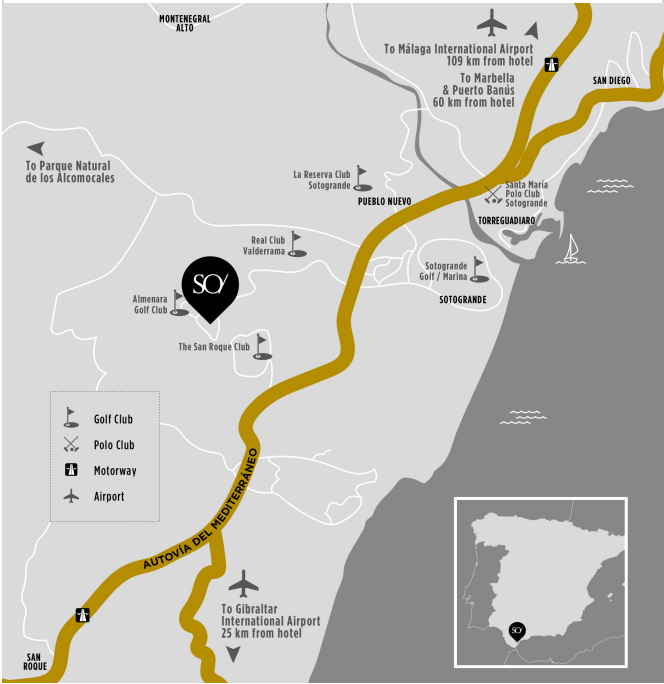 MONTENEGRAL
ALTO
To Málaga International Airport
109 km from hotel
To Marbella
& Puerto Banús
60 km from hotel
SAN DIEGO
To Parque Natural
de los Alcornocales
La Reserva Club
Sotogrande
PUEBLO NUEVO
Santa María
Polo Club
Sotogrande
TORREGUADIARO
Real Club
Valderrama
Sotogrande
Golf / Marina
SOTOGRANDE
SO/
Almenara
Golf Club
The San Roque Club
Golf Club
Polo Club
Motorway
Airport
AUTOVÍA DEL MEDITERRÁNEO
To Gibraltar
International Airport
25 km from hotel
SAN
ROQUE
SO/